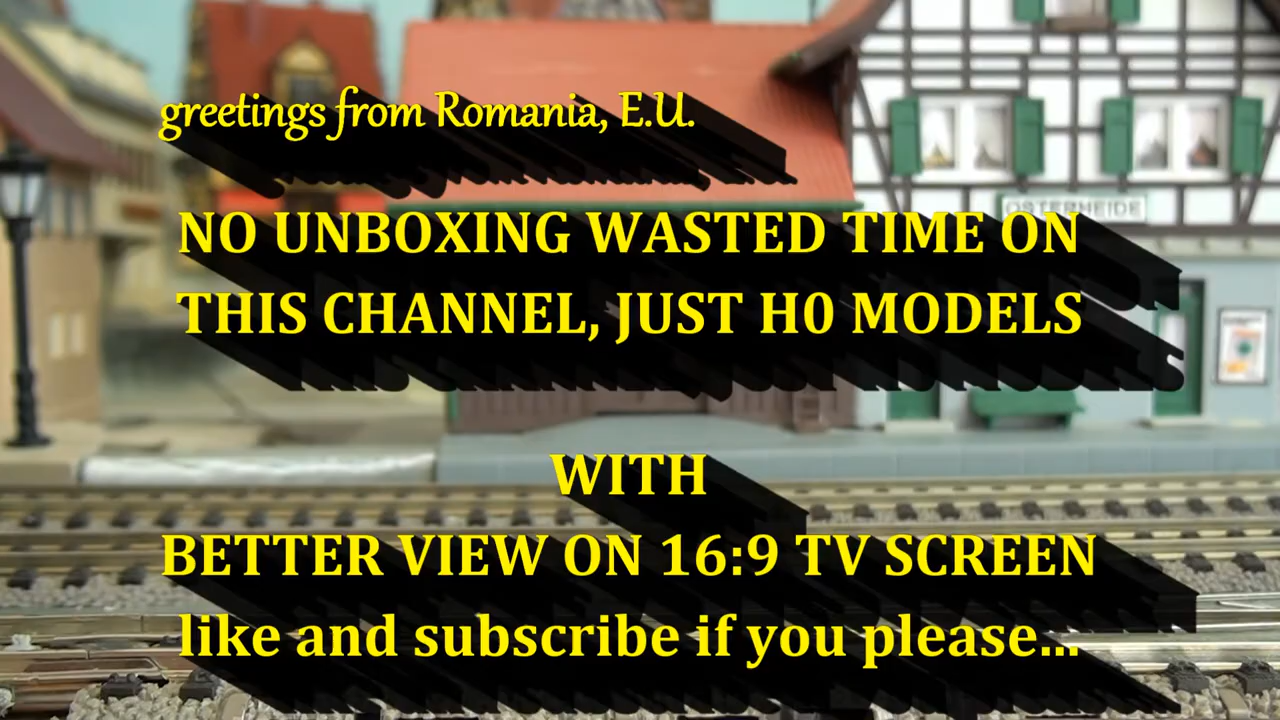 greetings from Romania, E.U.
OSTERHEIDE
NO UNBOXING WASTED TIME ON
THIS CHANNEL, JUST H0 MODELS
WITH
BETTER VIEW ON 16:9 TV SCREEN
like and subscribe if you please...